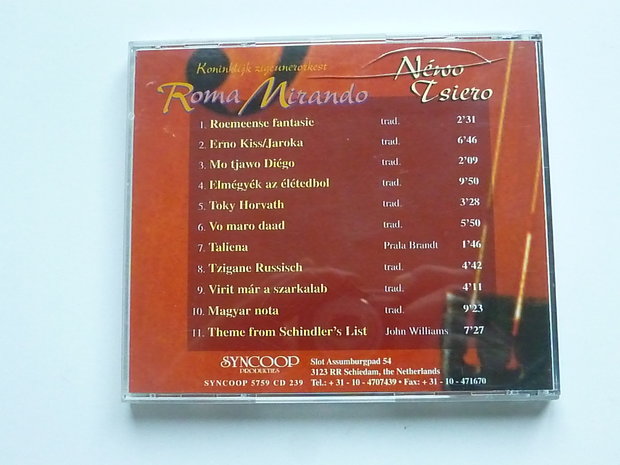 Koninklijk zigeunerorkest
Roma Mirando
Néwo
Tsiero
1. Roemeense fantasie trad. 2'31
2. Erno Kiss/Jaroka trad. 6'46
3. Mo tjawo Diégo trad. 2'09
4. Elmégyék az élétedbol trad. 9'50
5. Toky Horvath trad. 3'28
6. Vo maro daad trad. 5'50
7. Taliena Prala Brandt 1'46
8. Tzigane Russisch trad. 4'42
9. Virit már a szarkalab trad. 4'11
10. Magyar nota trad. 9'23
11. Theme from Schindler's List John Williams 7'27
SYNCOOP
PRODUKTIES
SYNCOOP 5759 CD 239
Slot Assumburgpad 54
3123 RR Schiedam, the Netherlands
Tel.: + 31 - 10 - 4707439 • Fax: + 31 - 10 - 471670